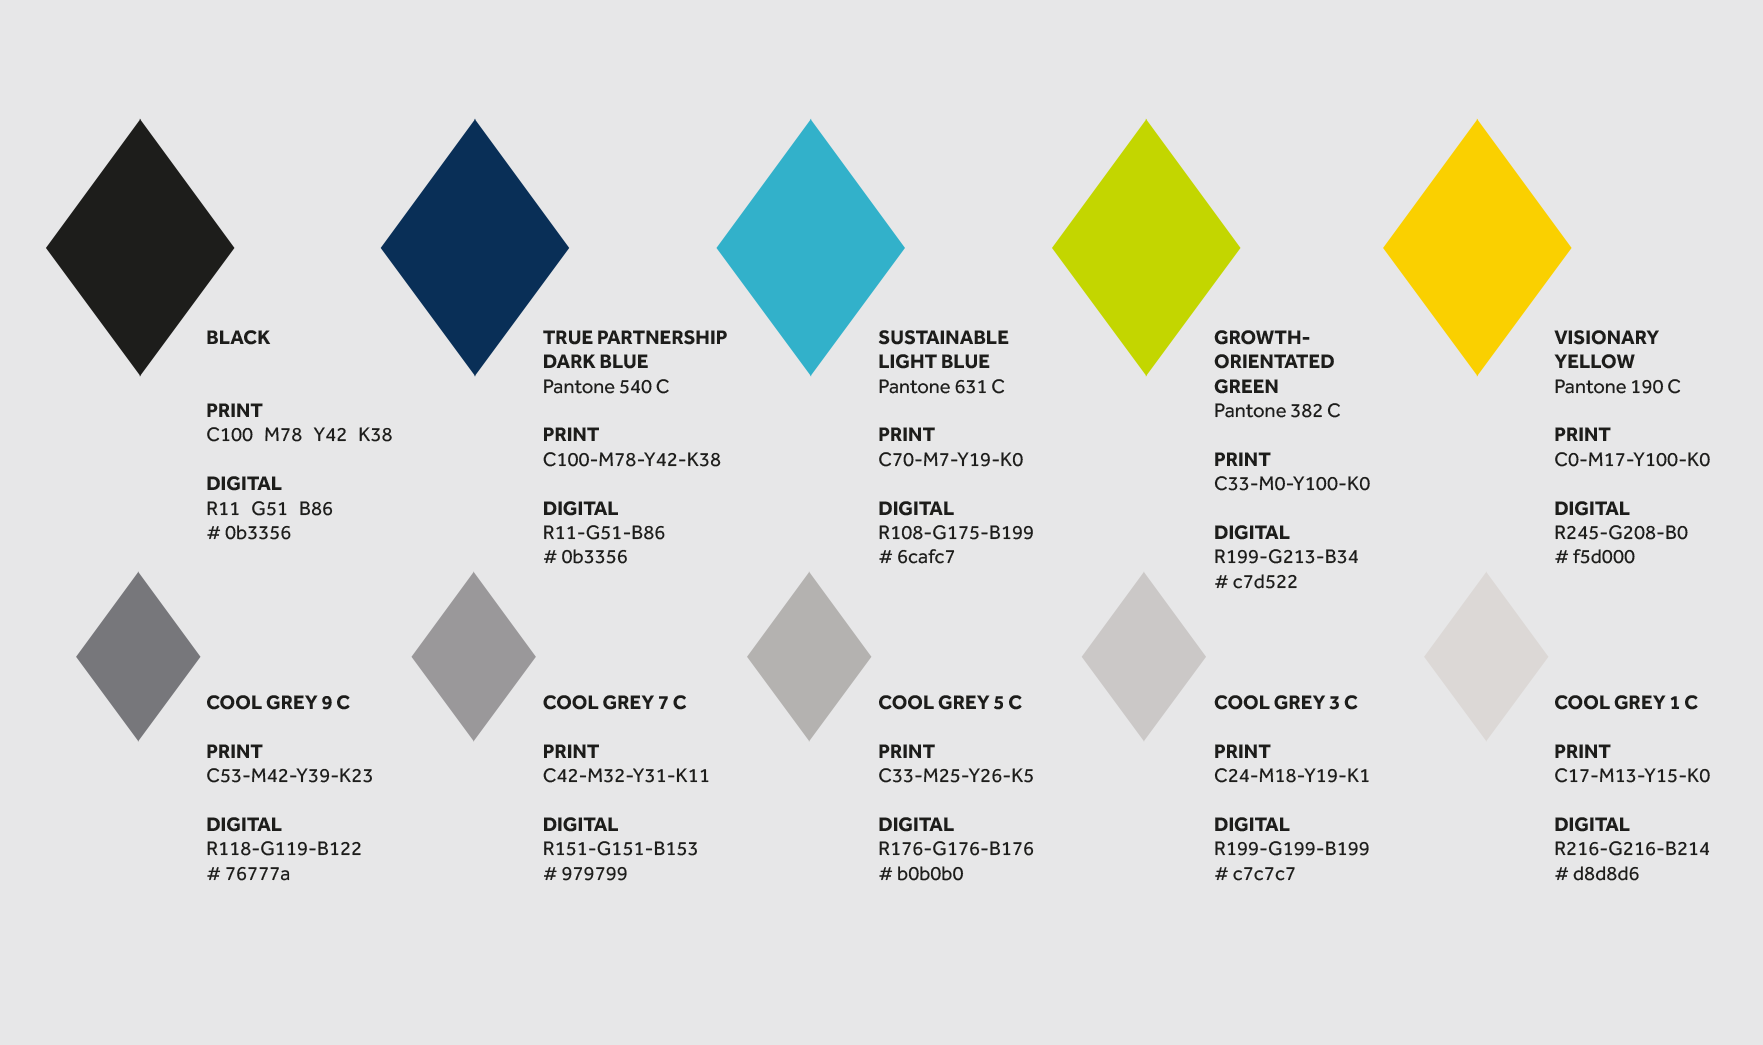 BLACK
PRINT
C100 M78 Y42 K38
DIGITAL
R11 G51 B86
# 0b3356
TRUE PARTNERSHIP
DARK BLUE
Pantone 540 C
PRINT
C100-M78-Y42-K38
DIGITAL
R11-G51-B86
# 0b3356
SUSTAINABLE
LIGHT BLUE
Pantone 631 C
PRINT
C70-M7-Y19-K0
DIGITAL
R108-G175-B199
# 6cafc7
GROWTH-
ORIENTATED
GREEN
Pantone 382 C
PRINT
C33-M0-Y100-K0
DIGITAL
R199-G213-B34
# c7d522
VISIONARY
YELLOW
Pantone 190 C
PRINT
C0-M17-Y100-K0
DIGITAL
R245-G208-B0
# f5d000
COOL GREY 9 C
PRINT
C53-M42-Y39-K23
DIGITAL
R118-G119-B122
# 76777a
COOL GREY 7 C
PRINT
C42-M32-Y31-K11
DIGITAL
R151-G151-B153
# 979799
COOL GREY 5 C
PRINT
C33-M25-Y26-K5
DIGITAL
R176-G176-B176
# b0b0b0
COOL GREY 3 C
PRINT
C24-M18-Y19-K1
DIGITAL
R199-G199-B199
# c7c7c7
COOL GREY 1 C
PRINT
C17-M13-Y15-K0
DIGITAL
R216-G216-B214
# d8d8d6